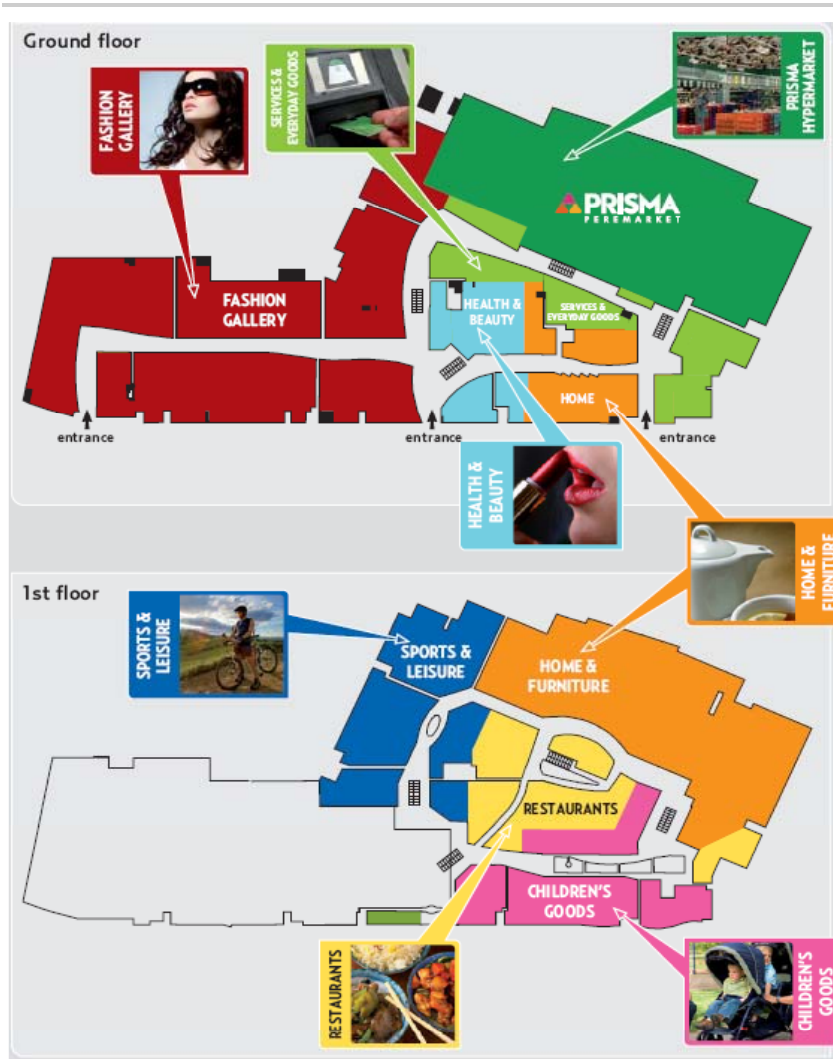 Ground floor
FASHION
GALLERY
SERVICES &
EVERYDAY GOODS
PRISMA
HYPERMARKET
PRISMA
PEREMARKET
FASHION
GALLERY
HEALTH &
BEAUTY
SERVICES &
EVERYDAY GOODS
HOME
entrance
entrance
entrance
HEALTH &
BEAUTY
HOME &
FURNITURE
1st floor
SPORTS &
LEISURE
SPORTS &
LEISURE
HOME &
FURNITURE
RESTAURANTS
CHILDREN'S
GOODS
RESTAURANTS
CHILDREN'S
GOODS